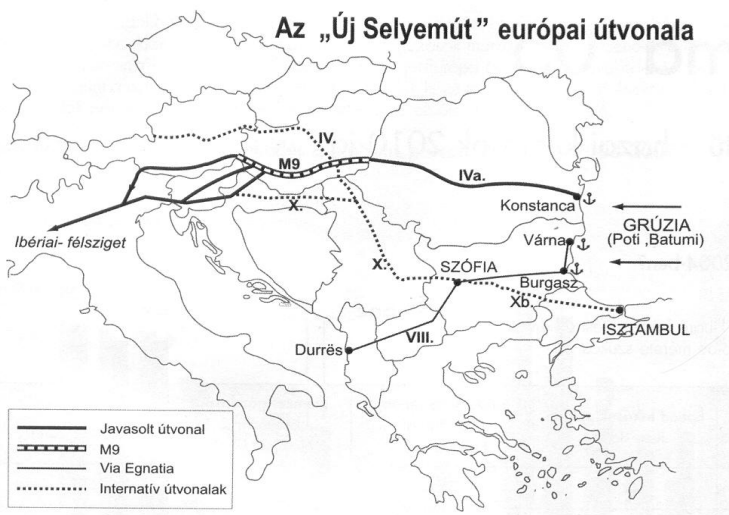 Az „Új Selyemút” európai útvonala
IV.
M9
IVa.
Konstanca
GRÚZIA
(Poti ,Batumi)
X.
Ibériai- félsziget
Várna
X.
SZÓFIA
Burgasz
Xb.
ISZTAMBUL
VIII.
Durrës
Javasolt útvonal
M9
Via Egnatia
Internatív útvonalak